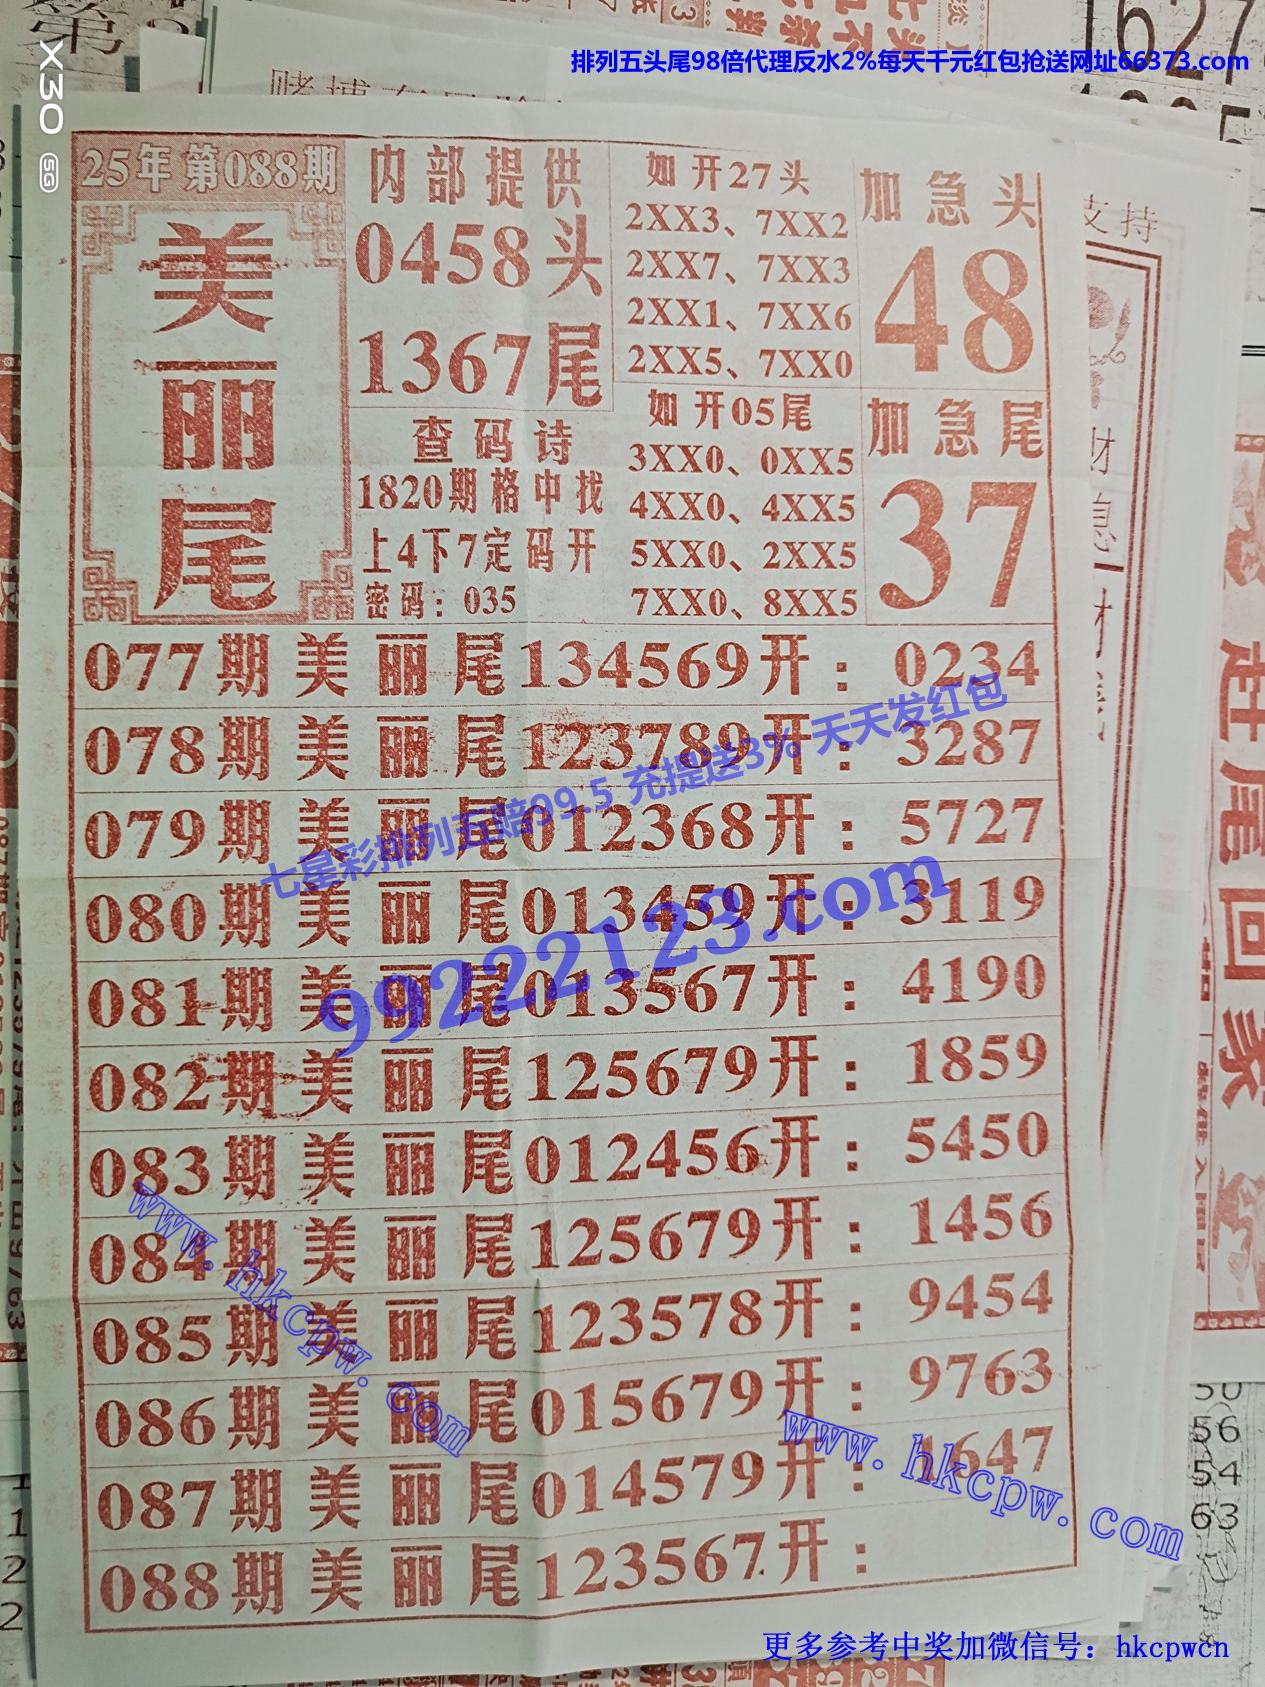 第
X30 5G
1627
排列五头尾98倍代理反水2%每天千元红包抢送网址66373.com
25年 第088期
美丽尾
内部提供
0458头
1367尾
查码诗
1820期格中找
上4下7定码开
密码：035
如开27头
2XX3、7XX2
2XX7、7XX3
2XX1、7XX6
2XX5、7XX0
如开05尾
3XX0、0XX5
4XX0、4XX5
5XX0、2XX5
7XX0、8XX5
加急头
48
加急尾
37
支持
077期美丽尾134569开：0234
078期美丽尾123789开：3287
079期美丽尾012368开：5727
080期美丽尾013459开：3119
081期美丽尾013567开：4190
082期美丽尾125679开：1859
083期美丽尾012456开：5450
084期美丽尾125679开：1456
085期美丽尾123578开：9454
086期美丽尾015679开：9763
087期美丽尾014579开：1647
088期美丽尾123567开：
七星彩排列五赔99.5 充提送3% 天天发红包
99222123.com
www.hkcpw.com
www.hkcpw.com
赶尾回家
56
54
63
更多参考中奖加微信号：hkcpwcn